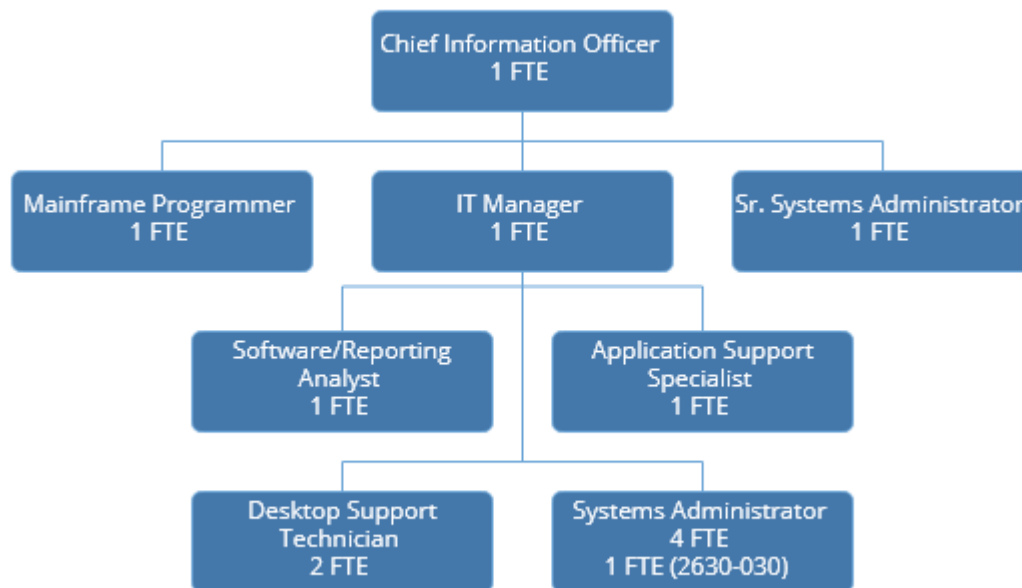 Chief Information Officer
1 FTE
Mainframe Programmer
1 FTE
IT Manager
1 FTE
Sr. Systems Administrator
1 FTE
Software/Reporting
Analyst
1 FTE
Application Support
Specialist
1 FTE
Desktop Support
Technician
2 FTE
Systems Administrator
4 FTE
1 FTE (2630-030)